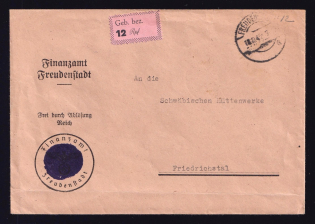 Geb. bez.
12
Finanzamt
Freudenstadt
An die
Schwäbischen Hüttenwerke
Frei durch Ablösung
Reich
Friedrichstal
Finanzamt
Freudenstadt